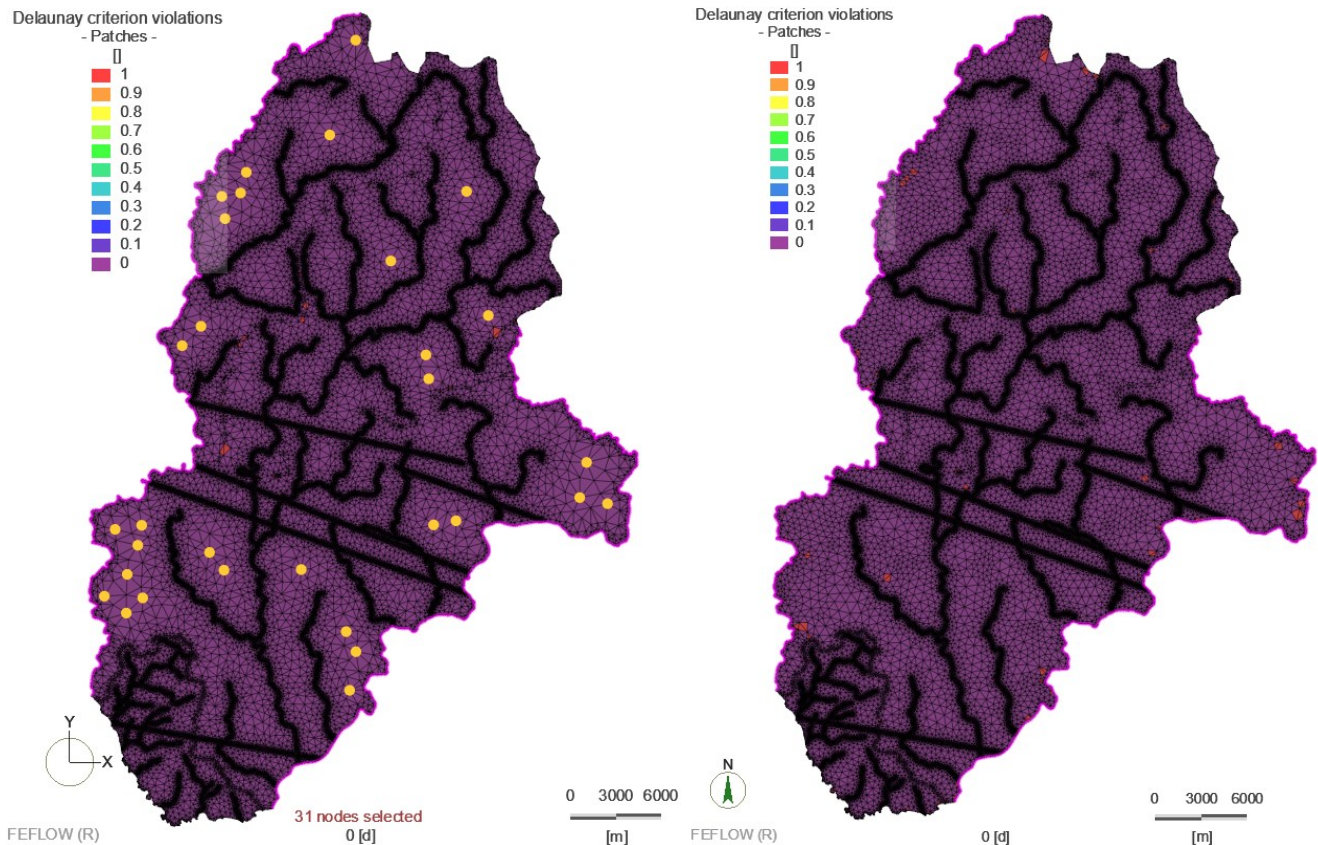 Delaunay criterion violations
- Patches -
[]
1
0.9
0.8
0.7
0.6
0.5
0.4
0.3
0.2
0.1
0
Y
X
31 nodes selected
0 3000 6000
FEFLOW (R)
0 [d]
[m]
Delaunay criterion violations
- Patches -
[]
1
0.9
0.8
0.7
0.6
0.5
0.4
0.3
0.2
0.1
0
N
0 3000 6000
FEFLOW (R)
0 [d]
[m]